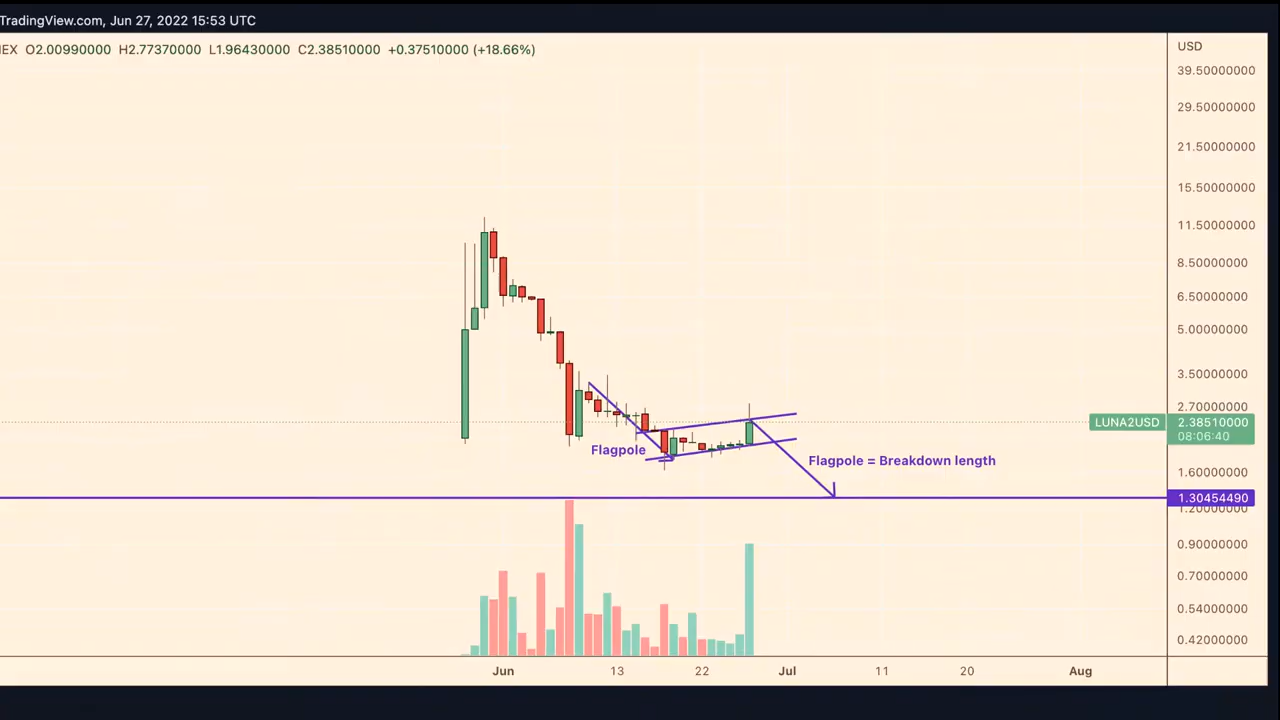 TradingView.com, Jun 27, 2022 15:53 UTC
EX O2.00990000 H2.77370000 L1.96430000 C2.38510000 +0.37510000 (+18.66%)
USD
39.50000000
29.50000000
21.50000000
15.50000000
11.50000000
8.50000000
6.50000000
5.00000000
3.50000000
2.70000000
LUNA2USD 2.38510000
08:06:40
Flagpole
Flagpole = Breakdown length
1.60000000
1.30454490
1.20000000
0.90000000
0.70000000
0.54000000
0.42000000
Jun 13 22 Jul 11 20 Aug